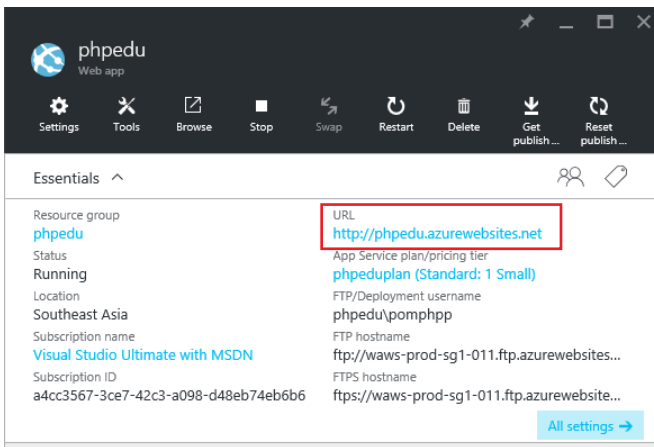 phpedu
Web app
Settings
Tools
Browse
Stop
Swap
Restart
Delete
Get publish...
Reset publish...
Essentials
Resource group
phpedu
URL
http://phpedu.azurewebsites.net
Status
Running
App Service plan/pricing tier
phpeduplan (Standard: 1 Small)
Location
Southeast Asia
FTP/Deployment username
phpedu\pomphpp
Subscription name
Visual Studio Ultimate with MSDN
FTP hostname
ftp://waws-prod-sg1-011.ftp.azurewebsites...
Subscription ID
a4cc3567-3ce7-42c3-a098-d48eb74eb6b6
FTPS hostname
ftps://waws-prod-sg1-011.ftp.azurewebsite...
All settings